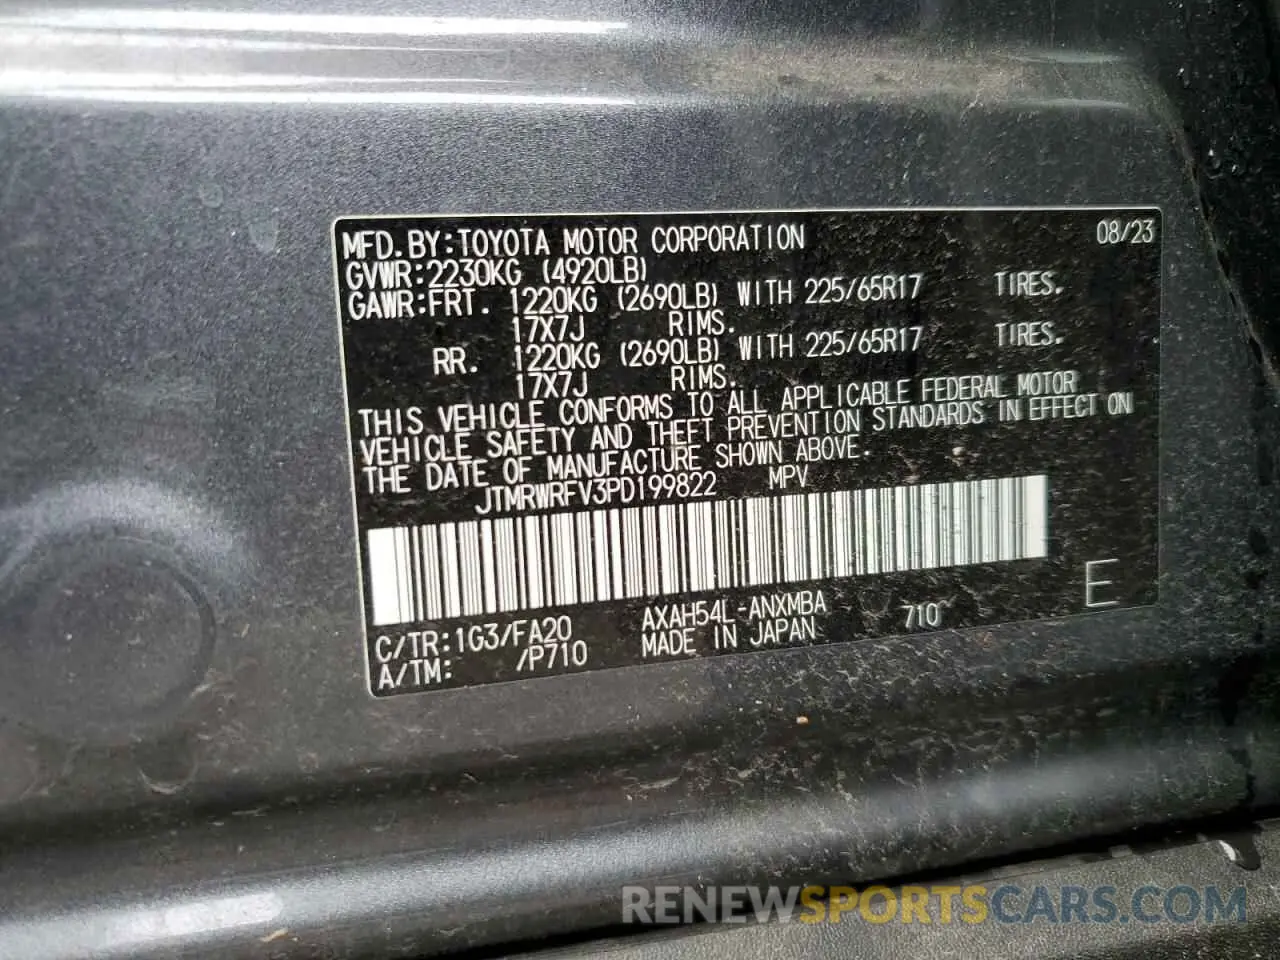 MFD.BY:TOYOTA MOTOR CORPORATION 08/23
GVWR:2230KG (4920LB)
GAWR:FRT. 1220KG (2690LB) WITH 225/65R17 TIRES.
17X7J RIMS.
RR. 1220KG (2690LB) WITH 225/65R17 TIRES.
17X7J RIMS.
THIS VEHICLE CONFORMS TO ALL APPLICABLE FEDERAL MOTOR
VEHICLE SAFETY AND THEFT PREVENTION STANDARDS IN EFFECT ON
THE DATE OF MANUFACTURE SHOWN ABOVE.
JTMRWRFV3PD199822 MPV
E
C/TR:1G3/FA20 AXAH54L-ANXMBA 710
A/TM: /P710 MADE IN JAPAN
RENEWSPORTSCARS.COM